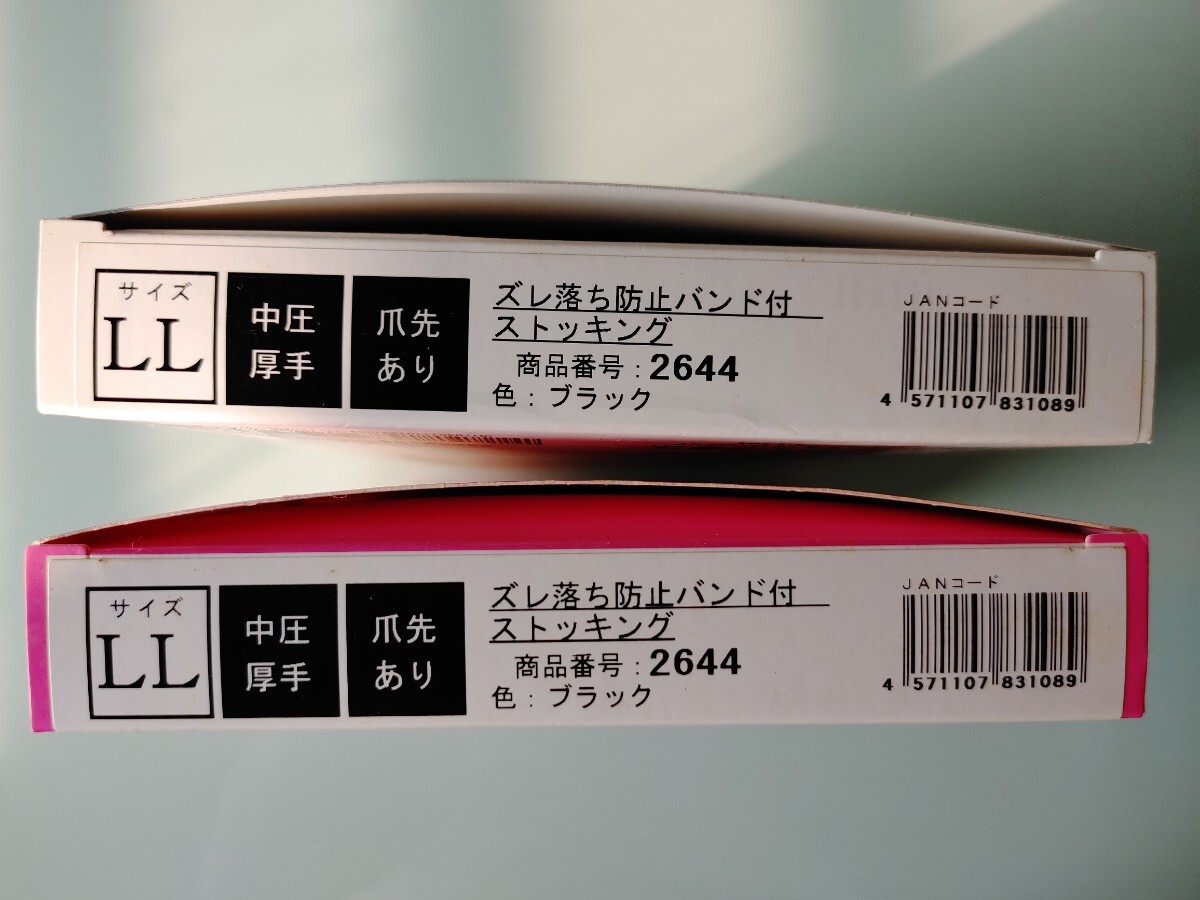 サイズ
LL
中圧
厚手
爪先
あり
ズレ落ち防止バンド付
ストッキング
商品番号：2644
色：ブラック
JANコード
4 571107 831089
サイズ
LL
中圧
厚手
爪先
あり
ズレ落ち防止バンド付
ストッキング
商品番号：2644
色：ブラック
JANコード
4 571107 831089